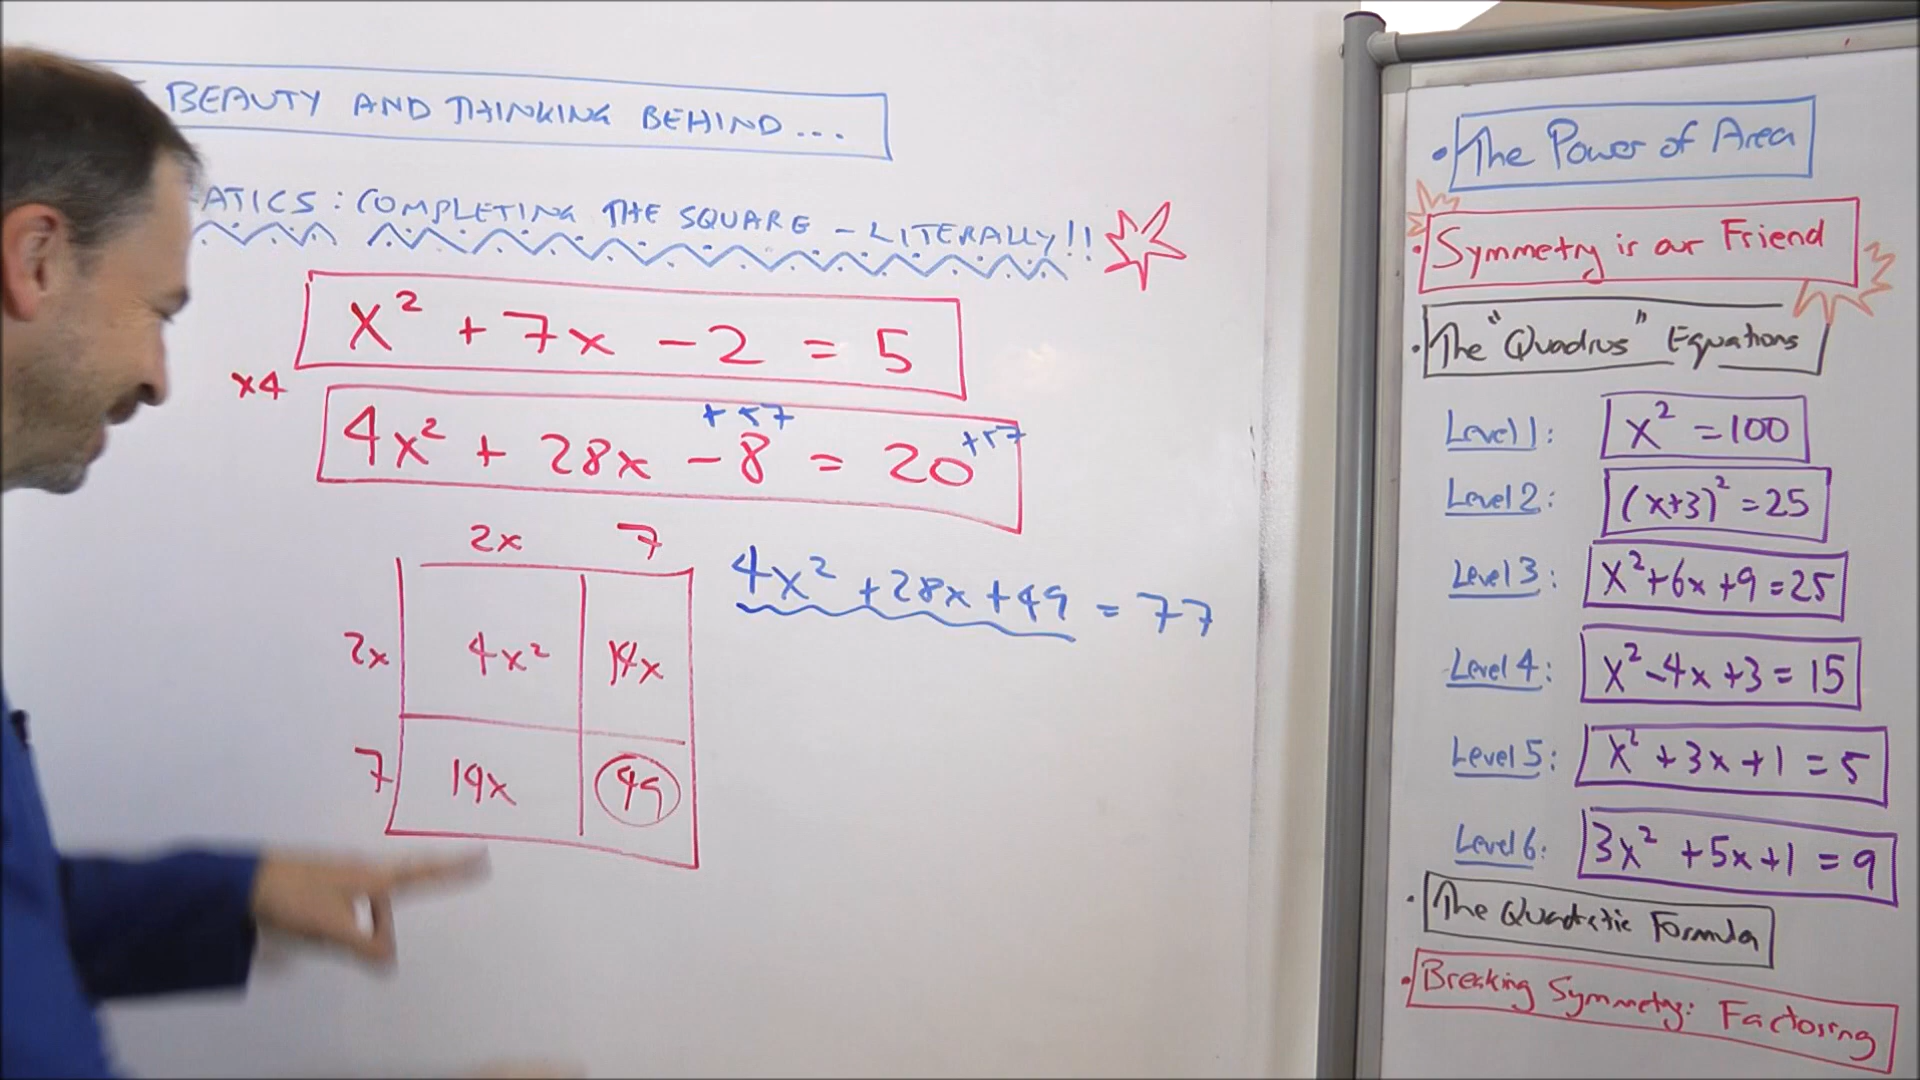 BEAUTY AND THINKING BEHIND...
ATICS: COMPLETING THE SQUARE - LITERALLY!!
x² + 7x - 2 = 5
x4
+57 +57
4x² + 28x - 8 = 20
2x 7
2x 4x² 14x
7 14x 49
4x² + 28x + 49 = 77
• The Power of Area
• Symmetry is our Friend
• The "Quadrus" Equations
Level 1: x² = 100
Level 2: (x+3)² = 25
Level 3: x² + 6x + 9 = 25
Level 4: x² - 4x + 3 = 15
Level 5: x² + 3x + 1 = 5
Level 6: 3x² + 5x + 1 = 9
• The Quadratic Formula
• Breaking Symmetry: Factoring